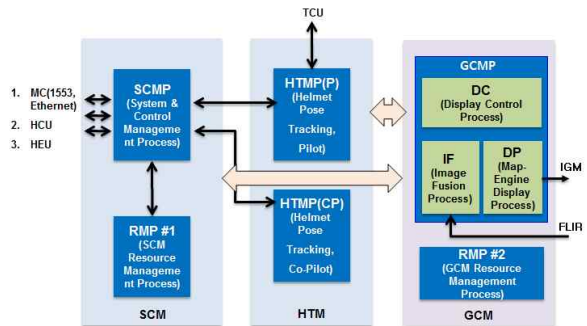 TCU
1. MC(1553,
Ethernet)
2. HCU
3. HEU
SCMP
(System &
Control
Manageme
nt Process)
RMP #1
(SCM
Resource
Manageme
nt Process)
SCM
HTMP(P)
(Helmet
Pose
Tracking,
Pilot)
HTMP(CP)
(Helmet
Pose
Tracking,
Co-Pilot)
HTM
GCMP
DC
(Display Control
Process)
IF
(Image
Fusion
Process)
DP
(Map-
Engine
Display
Process)
IGM
FLIR
RMP #2
(GCM Resource
Management
Process)
GCM